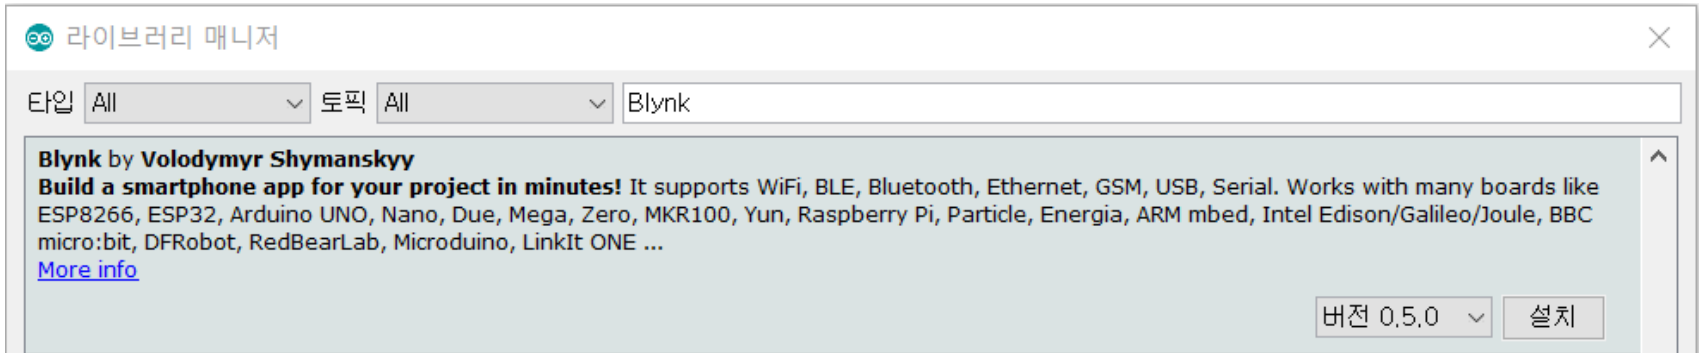 라이브러리 매니저
타입 All 토픽 All Blynk
Blynk by Volodymyr Shymanskyy
Build a smartphone app for your project in minutes! It supports WiFi, BLE, Bluetooth, Ethernet, GSM, USB, Serial. Works with many boards like
ESP8266, ESP32, Arduino UNO, Nano, Due, Mega, Zero, MKR100, Yun, Raspberry Pi, Particle, Energia, ARM mbed, Intel Edison/Galileo/Joule, BBC
micro:bit, DFRobot, RedBearLab, Microduino, LinkIt ONE ...
More info
버전 0.5.0 설치